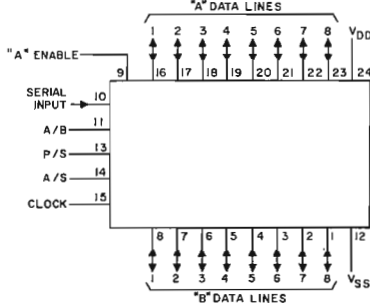 "A" DATA LINES
1 2 3 4 5 6 7 8 VDD
"A" ENABLE
9 16 17 18 19 20 21 22 23 24
SERIAL INPUT 10
A/B 11
P/S 13
A/S 14
CLOCK 15
8 7 6 5 4 3 2 1 12
1 2 3 4 5 6 7 8 VSS
"B" DATA LINES